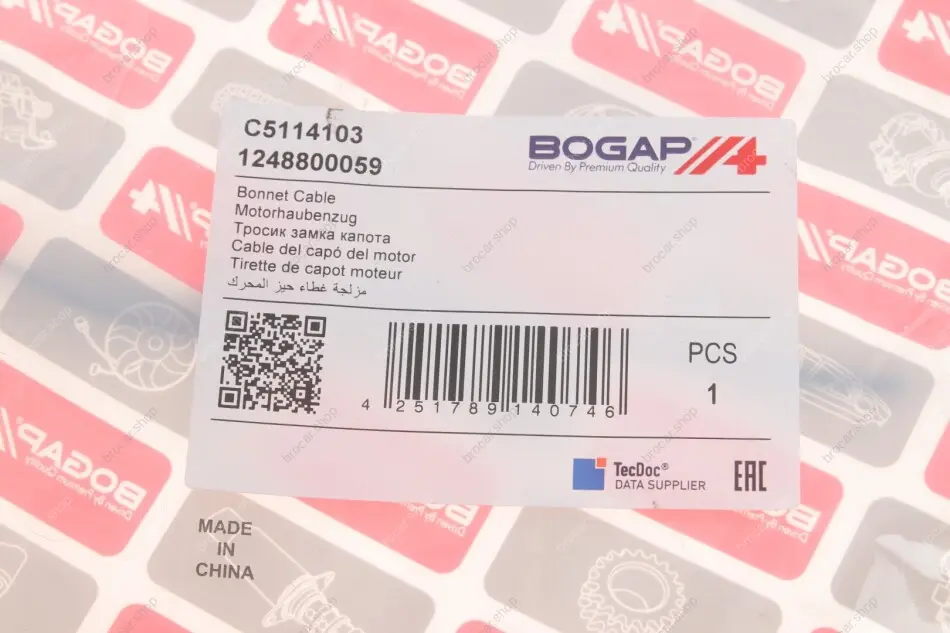 C5114103
1248800059
BOGAP
Driven By Premium Quality
Bonnet Cable
Motorhaubenzug
Тросик замка капота
Cable del capó del motor
Tirette de capot moteur
مزلجة غطاء حيز المحرك
4 251789 140746
PCS
1
TecDoc®
DATA SUPPLIER
EAC
MADE
IN
CHINA
brocar.shop